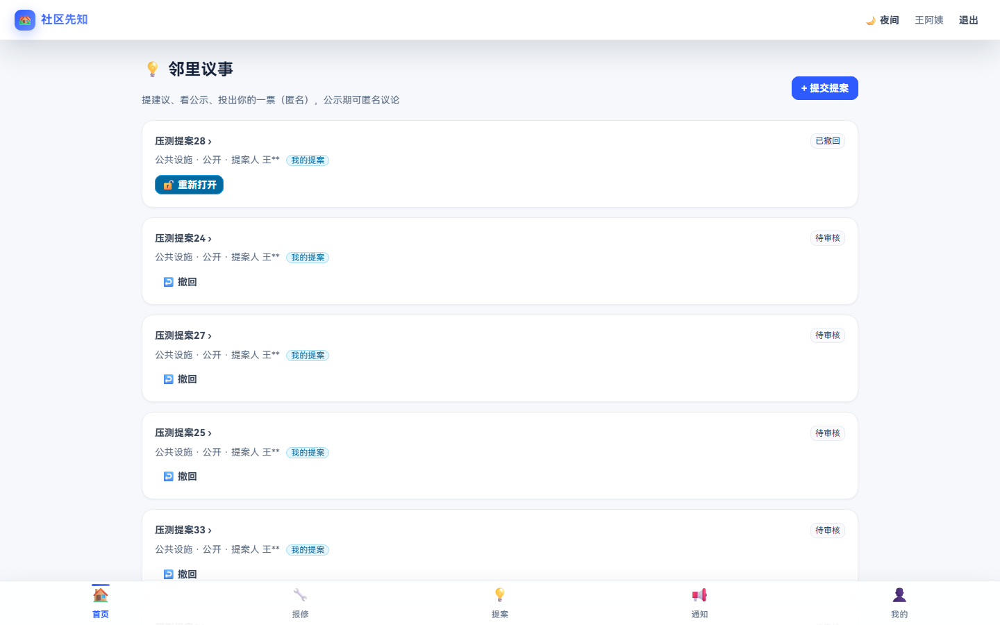 社区先知
夜间 王阿姨 退出
邻里议事
提建议、看公示、投出你的一票（匿名），公示期可匿名议论
+ 提交提案
压测提案28 ›
已撤回
公共设施 · 公开 · 提案人 王** 我的提案
重新打开
压测提案24 ›
待审核
公共设施 · 公开 · 提案人 王** 我的提案
撤回
压测提案27 ›
待审核
公共设施 · 公开 · 提案人 王** 我的提案
撤回
压测提案25 ›
待审核
公共设施 · 公开 · 提案人 王** 我的提案
撤回
压测提案33 ›
待审核
公共设施 · 公开 · 提案人 王** 我的提案
撤回
首页 报修 提案 通知 我的